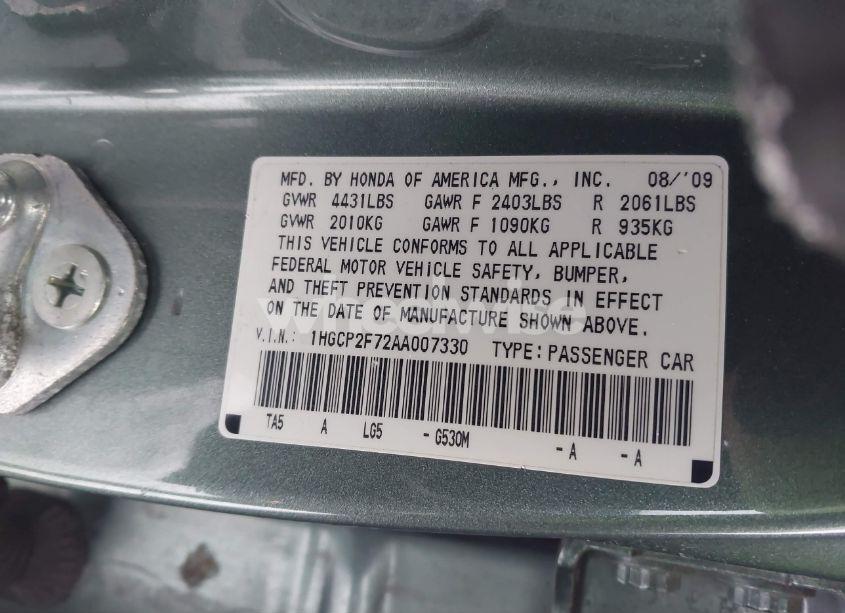 MFD. BY HONDA OF AMERICA MFG., INC. 08/'09
GVWR 4431LBS GAWR F 2403LBS R 2061LBS
GVWR 2010KG GAWR F 1090KG R 935KG
THIS VEHICLE CONFORMS TO ALL APPLICABLE
FEDERAL MOTOR VEHICLE SAFETY, BUMPER,
AND THEFT PREVENTION STANDARDS IN EFFECT
ON THE DATE OF MANUFACTURE SHOWN ABOVE.
V.I.N.: 1HGCP2F72AA007330 TYPE: PASSENGER CAR
TA5 A LG5 - G530M - A - A